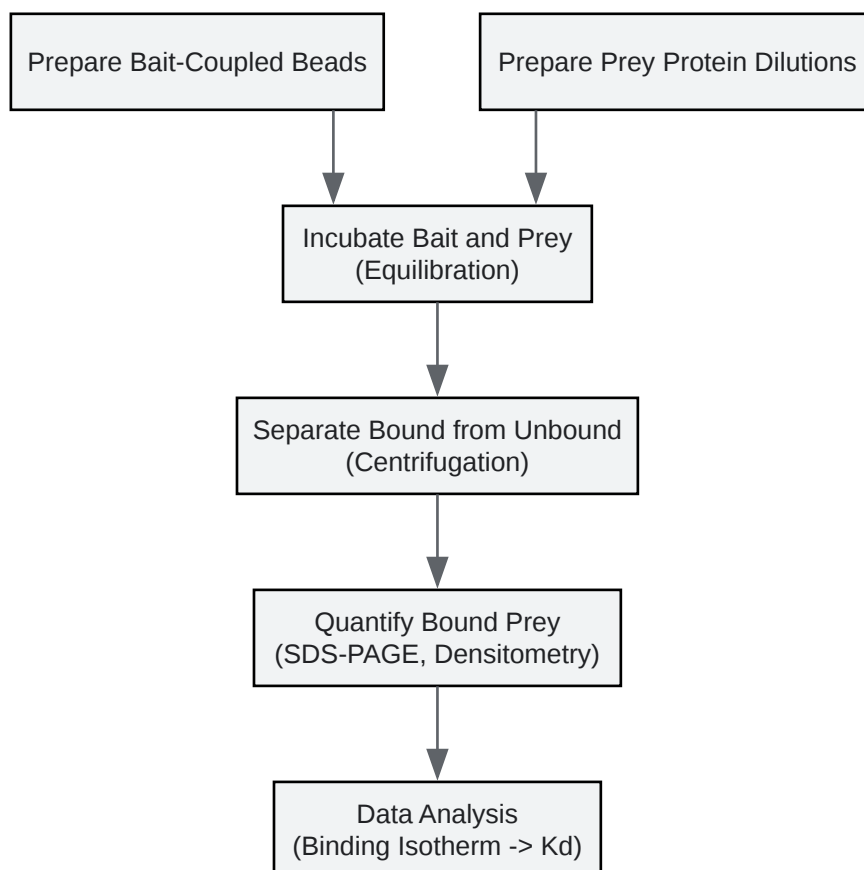 Prepare Bait-Coupled Beads
Prepare Prey Protein Dilutions
Incubate Bait and Prey
(Equilibration)
Separate Bound from Unbound
(Centrifugation)
Quantify Bound Prey
(SDS-PAGE, Densitometry)
Data Analysis
(Binding Isotherm -> Kd)